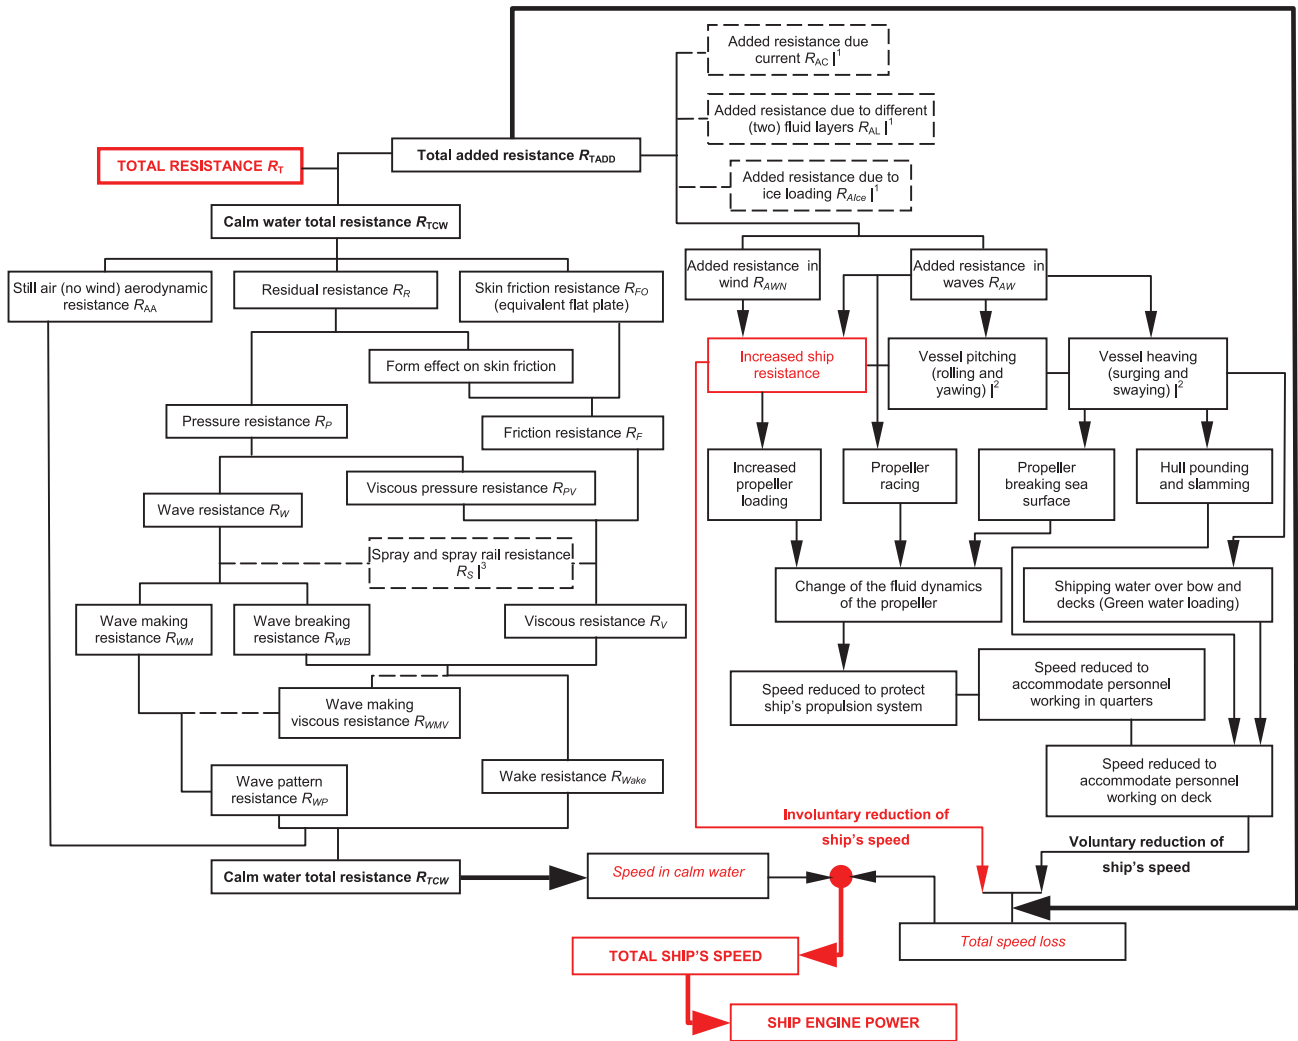 Added resistance due
current RAC |1
Added resistance due to different
(two) fluid layers RAL |1
Total added resistance RTADD
TOTAL RESISTANCE RT
Added resistance due to
ice loading RAIce |1
Calm water total resistance RTCW
Still air (no wind) aerodynamic
resistance RAA
Residual resistance RR
Skin friction resistance RFO
(equivalent flat plate)
Added resistance in
wind RAWN
Added resistance in
waves RAW
Form effect on skin friction
Increased ship
resistance
Vessel pitching
(rolling and
yawing) |2
Vessel heaving
(surging and
swaying) |2
Pressure resistance RP
Friction resistance RF
Increased
propeller
loading
Propeller
racing
Propeller
breaking sea
surface
Hull pounding
and slamming
Viscous pressure resistance RPV
Wave resistance RW
Spray and spray rail resistance
RS |3
Change of the fluid dynamics
of the propeller
Shipping water over bow and
decks (Green water loading)
Wave making
resistance RWM
Wave breaking
resistance RWB
Viscous resistance RV
Speed reduced to protect
ship's propulsion system
Speed reduced to
accommodate personnel
working in quarters
Wave making
viscous resistance RWMV
Wave pattern
resistance RWP
Wake resistance RWake
Speed reduced to
accommodate personnel
working on deck
Involuntary reduction of
ship's speed
Voluntary reduction of
ship's speed
Calm water total resistance RTCW
Speed in calm water
Total speed loss
TOTAL SHIP'S SPEED
SHIP ENGINE POWER